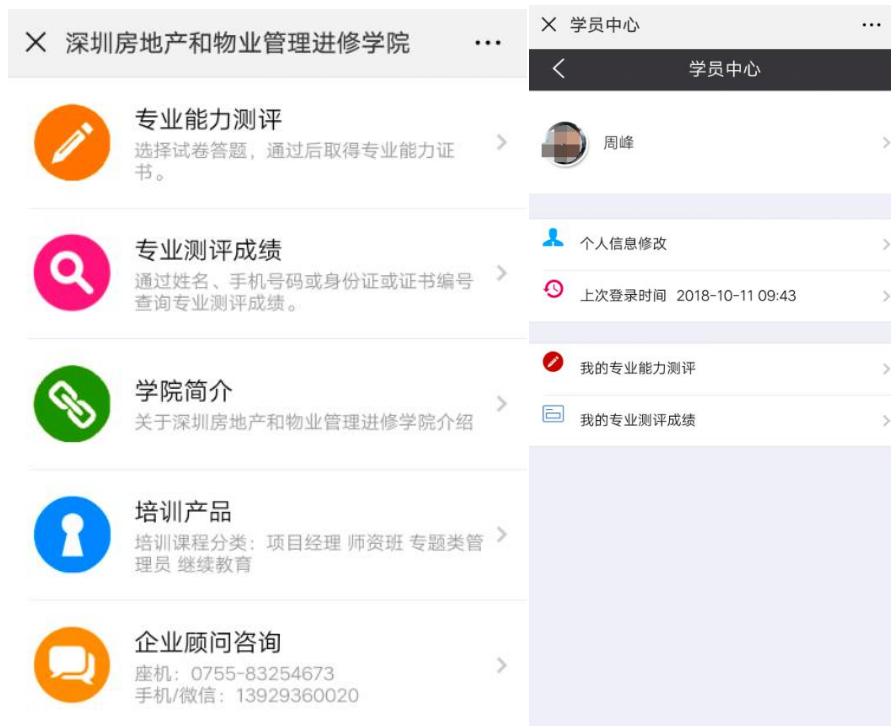 深圳房地产和物业管理进修学院
专业能力测评
选择试卷答题，通过后取得专业能力证
书。
专业测评成绩
通过姓名、手机号码或身份证或证书编号
查询专业测评成绩。
学院简介
关于深圳房地产和物业管理进修学院介绍
培训产品
培训课程分类：项目经理 师资班 专题类管
理员 继续教育
企业顾问咨询
座机：0755-83254673
手机/微信：13929360020
学员中心
学员中心
周峰
个人信息修改
上次登录时间 2018-10-11 09:43
我的专业能力测评
我的专业测评成绩